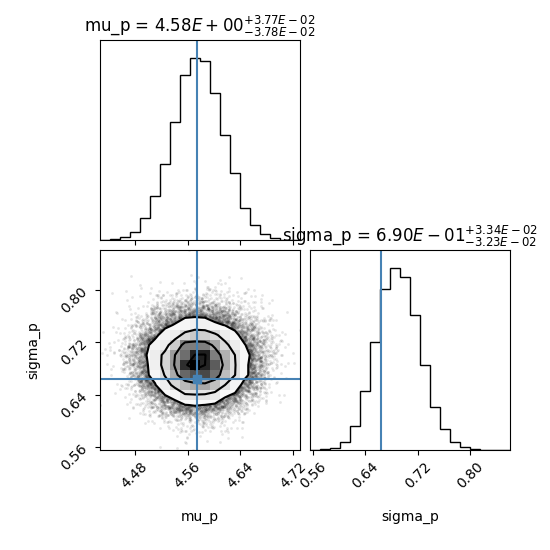 mu_p = 4.58E + 00+3.77E − 02
−3.78E − 02
sigma_p = 6.90E − 01+3.34E − 02
−3.23E − 02
sigma_p
0.80
0.72
0.64
0.56
4.48
4.56
4.64
4.72
mu_p
0.56
0.64
0.72
0.80
sigma_p